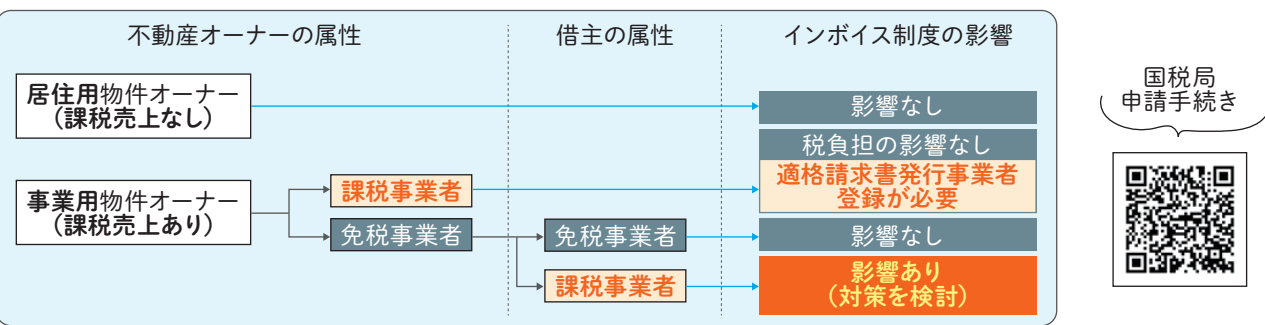 不動産オーナーの属性
借主の属性
インボイス制度の影響
居住用物件オーナー
(課税売上なし)
影響なし
事業用物件オーナー
(課税売上あり)
課税事業者
税負担の影響なし
適格請求書発行事業者
登録が必要
免税事業者
免税事業者
影響なし
課税事業者
影響あり
(対策を検討)
国税局
申請手続き